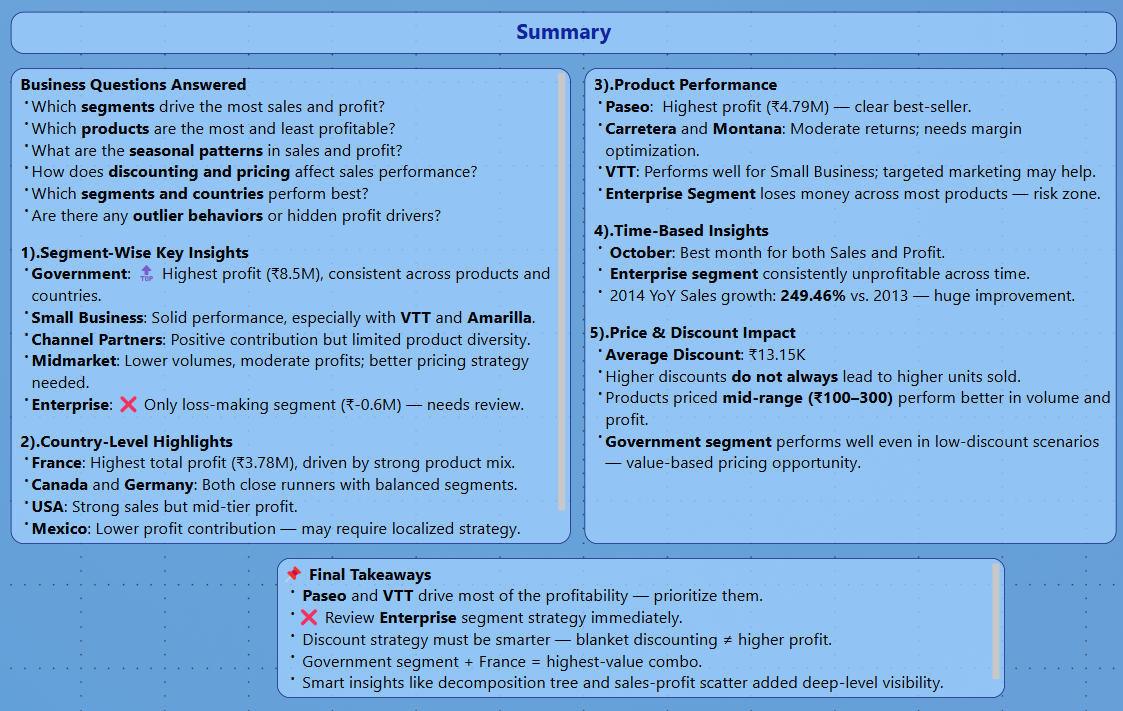 Summary
Business Questions Answered
• Which segments drive the most sales and profit?
• Which products are the most and least profitable?
• What are the seasonal patterns in sales and profit?
• How does discounting and pricing affect sales performance?
• Which segments and countries perform best?
• Are there any outlier behaviors or hidden profit drivers?
1).Segment-Wise Key Insights
• Government: 🔝 Highest profit (₹8.5M), consistent across products and
countries.
• Small Business: Solid performance, especially with VTT and Amarilla.
• Channel Partners: Positive contribution but limited product diversity.
• Midmarket: Lower volumes, moderate profits; better pricing strategy
needed.
• Enterprise: ❌ Only loss-making segment (₹-0.6M) — needs review.
2).Country-Level Highlights
• France: Highest total profit (₹3.78M), driven by strong product mix.
• Canada and Germany: Both close runners with balanced segments.
• USA: Strong sales but mid-tier profit.
• Mexico: Lower profit contribution — may require localized strategy.
3).Product Performance
• Paseo: Highest profit (₹4.79M) — clear best-seller.
• Carretera and Montana: Moderate returns; needs margin
optimization.
• VTT: Performs well for Small Business; targeted marketing may help.
• Enterprise Segment loses money across most products — risk zone.
4).Time-Based Insights
• October: Best month for both Sales and Profit.
• Enterprise segment consistently unprofitable across time.
• 2014 YoY Sales growth: 249.46% vs. 2013 — huge improvement.
5).Price & Discount Impact
• Average Discount: ₹13.15K
• Higher discounts do not always lead to higher units sold.
• Products priced mid-range (₹100–300) perform better in volume and
profit.
• Government segment performs well even in low-discount scenarios
— value-based pricing opportunity.
📌 Final Takeaways
• Paseo and VTT drive most of the profitability — prioritize them.
• ❌ Review Enterprise segment strategy immediately.
• Discount strategy must be smarter — blanket discounting ≠ higher profit.
• Government segment + France = highest-value combo.
• Smart insights like decomposition tree and sales-profit scatter added deep-level visibility.